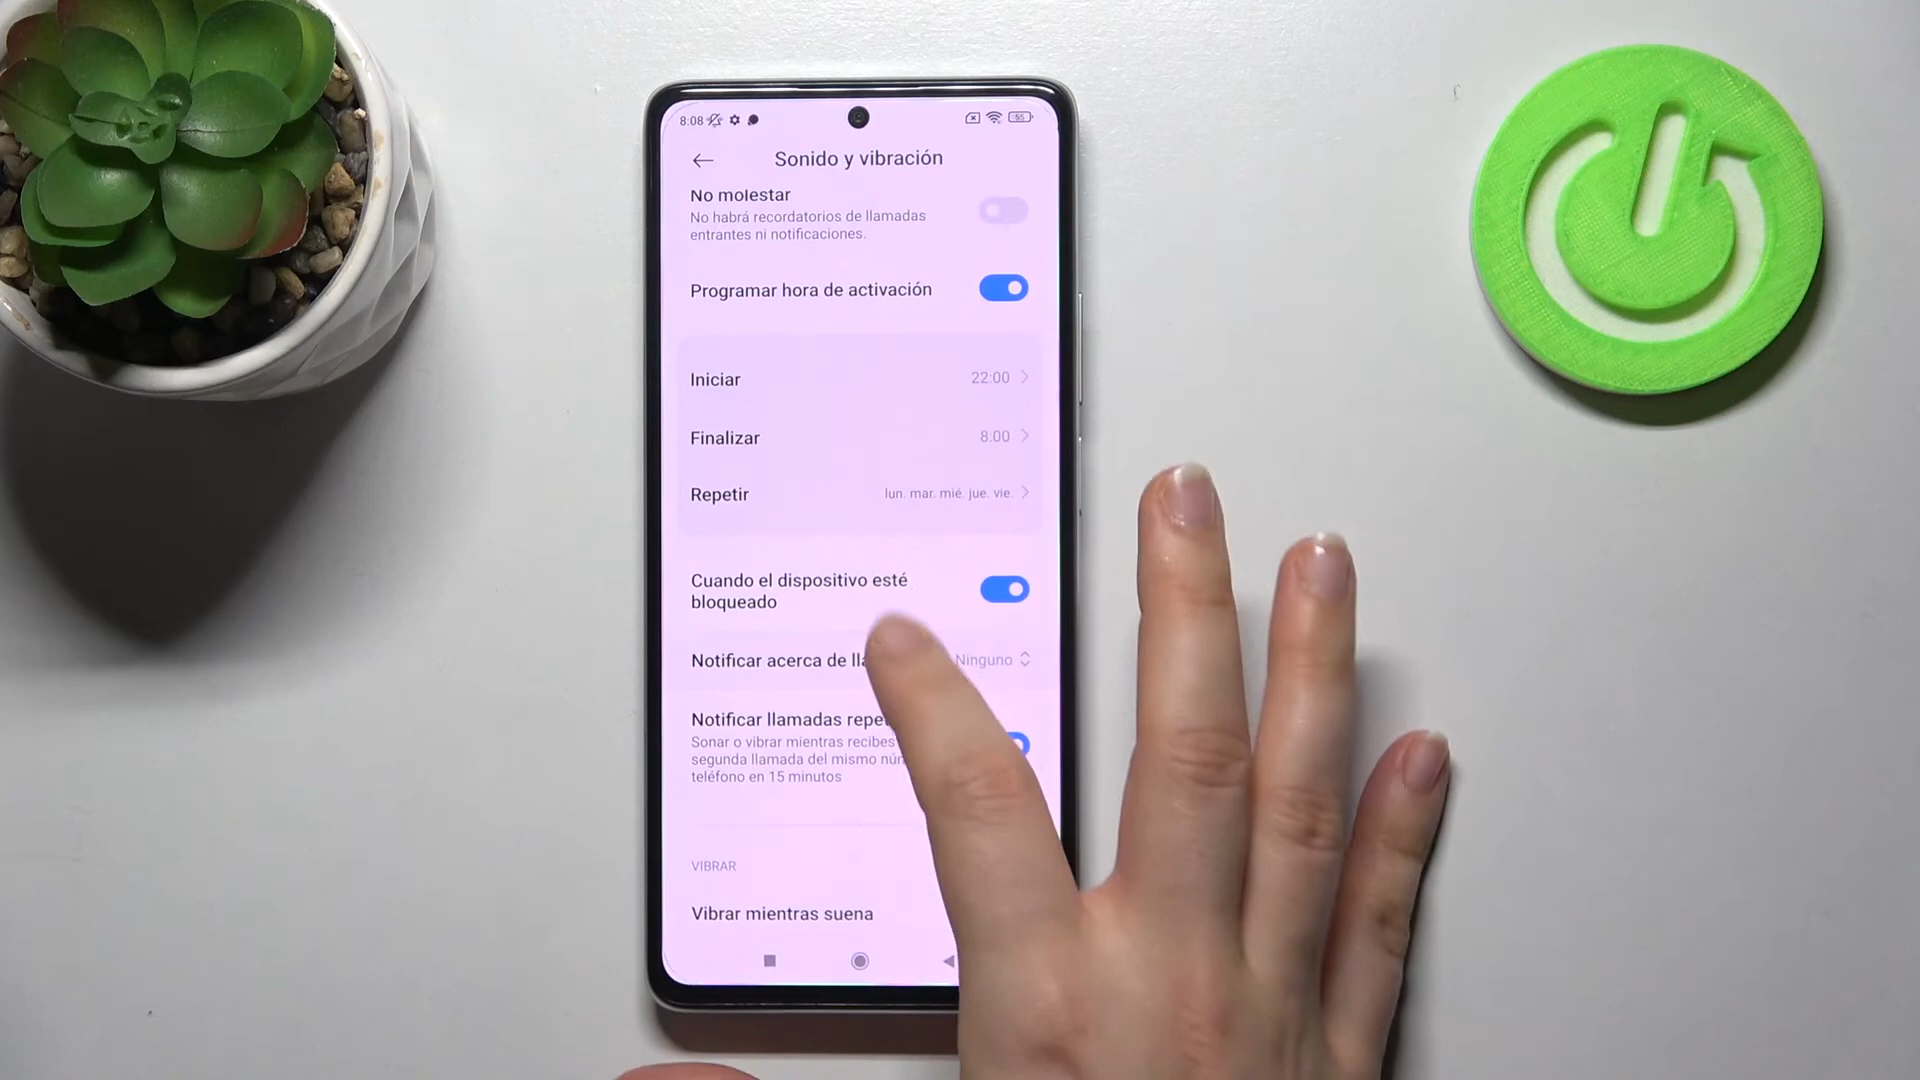 8:08
55
Sonido y vibración
No molestar
No habrá recordatorios de llamadas
entrantes ni notificaciones.
Programar hora de activación
Iniciar 22:00
Finalizar 8:00
Repetir lun. mar. mié. jue. vie.
Cuando el dispositivo esté
bloqueado
Notificar acerca de Ninguno
Notificar llamadas
Sonar o vibrar mientras recibes
segunda llamada del mismo
teléfono en 15 minutos
VIBRAR
Vibrar mientras suena